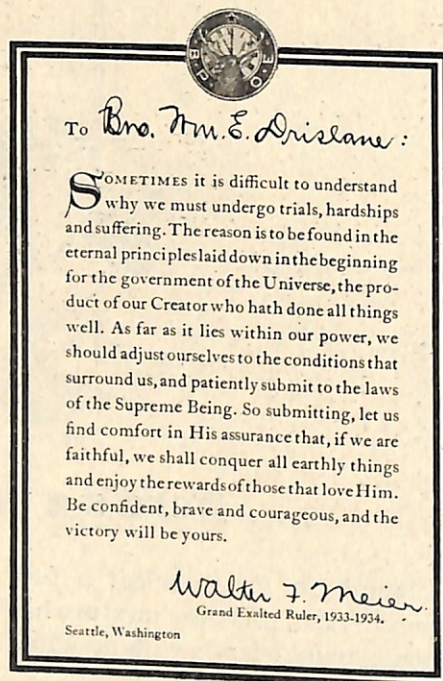 B. P. O. E.
To Bro. Wm. E. Drislane:
SOMETIMES it is difficult to understand
why we must undergo trials, hardships
and suffering. The reason is to be found in the
eternal principles laid down in the beginning
for the government of the Universe, the pro-
duct of our Creator who hath done all things
well. As far as it lies within our power, we
should adjust ourselves to the conditions that
surround us, and patiently submit to the laws
of the Supreme Being. So submitting, let us
find comfort in His assurance that, if we are
faithful, we shall conquer all earthly things
and enjoy the rewards of those that love Him.
Be confident, brave and courageous, and the
victory will be yours.
Walter F. Meier
Grand Exalted Ruler, 1933-1934.
Seattle, Washington